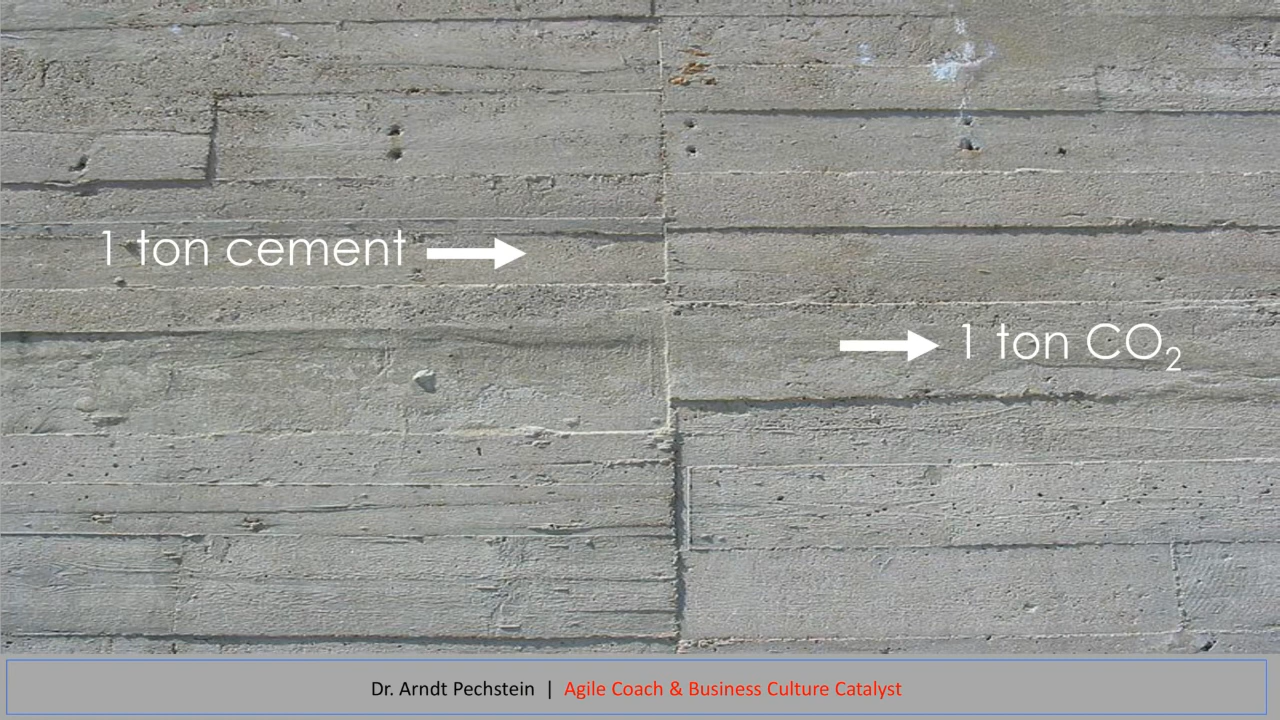 1 ton cement
1 ton CO₂
Dr. Arndt Pechstein | Agile Coach & Business Culture Catalyst